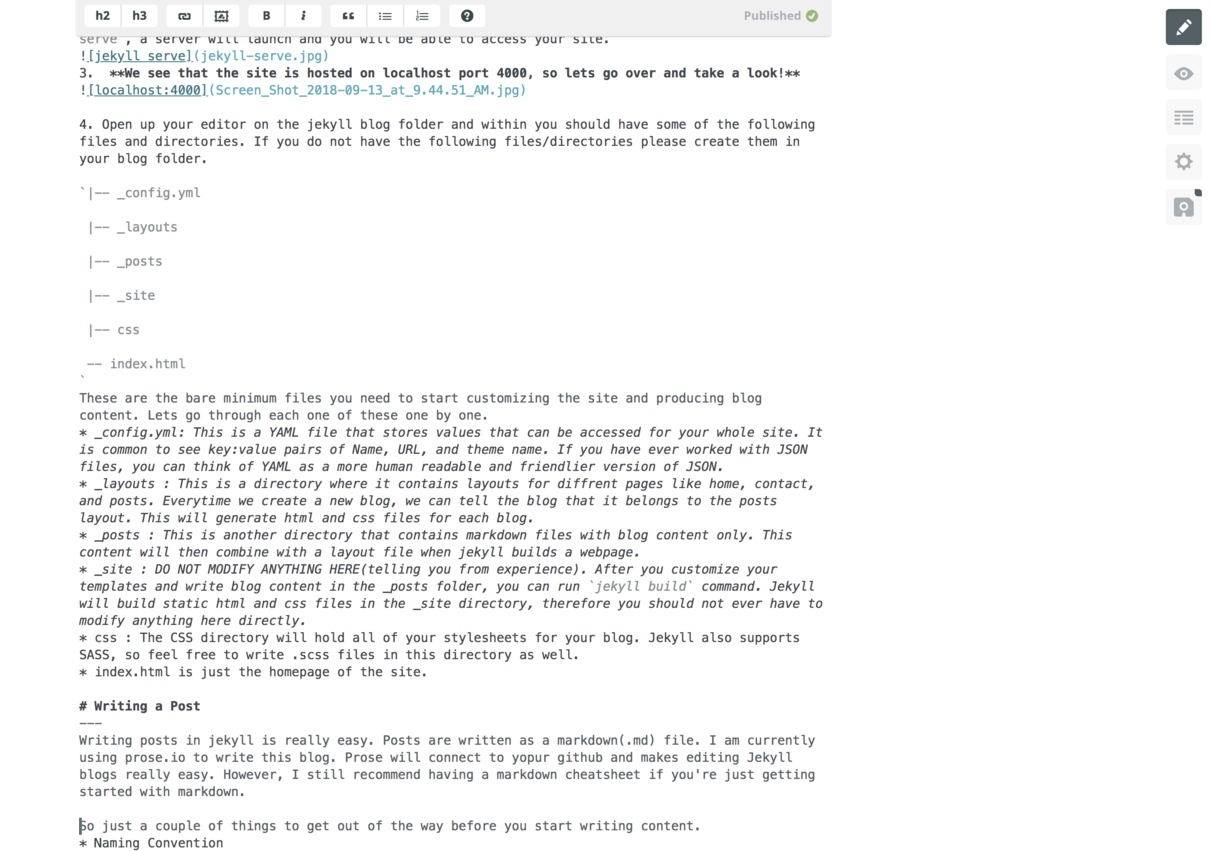 h2 h3 B i “ ?
Published
serve`, a server will launch and you will be able to access your site.
![jekyll serve](jekyll-serve.jpg)
3.  **We see that the site is hosted on localhost port 4000, so lets go over and take a look!**
![localhost:4000](Screen_Shot_2018-09-13_at_9.44.51_AM.jpg)
4. Open up your editor on the jekyll blog folder and within you should have some of the following
files and directories. If you do not have the following files/directories please create them in
your blog folder.
`|-- _config.yml
|-- _layouts
|-- _posts
|-- _site
|-- css
-- index.html
`
These are the bare minimum files you need to start customizing the site and producing blog
content. Lets go through each one of these one by one.
* _config.yml: This is a YAML file that stores values that can be accessed for your whole site. It
is common to see key:value pairs of Name, URL, and theme name. If you have ever worked with JSON
files, you can think of YAML as a more human readable and friendlier version of JSON.
* _layouts : This is a directory where it contains layouts for diffrent pages like home, contact,
and posts. Everytime we create a new blog, we can tell the blog that it belongs to the posts
layout. This will generate html and css files for each blog.
* _posts : This is another directory that contains markdown files with blog content only. This
content will then combine with a layout file when jekyll builds a webpage.
* _site : DO NOT MODIFY ANYTHING HERE(telling you from experience). After you customize your
templates and write blog content in the _posts folder, you can run `jekyll build` command. Jekyll
will build static html and css files in the _site directory, therefore you should not ever have to
modify anything here directly.
* css : The CSS directory will hold all of your stylesheets for your blog. Jekyll also supports
SASS, so feel free to write .scss files in this directory as well.
* index.html is just the homepage of the site.
# Writing a Post
---
Writing posts in jekyll is really easy. Posts are written as a markdown(.md) file. I am currently
using prose.io to write this blog. Prose will connect to yopur github and makes editing Jekyll
blogs really easy. However, I still recommend having a markdown cheatsheet if you're just getting
started with markdown.
So just a couple of things to get out of the way before you start writing content.
* Naming Convention